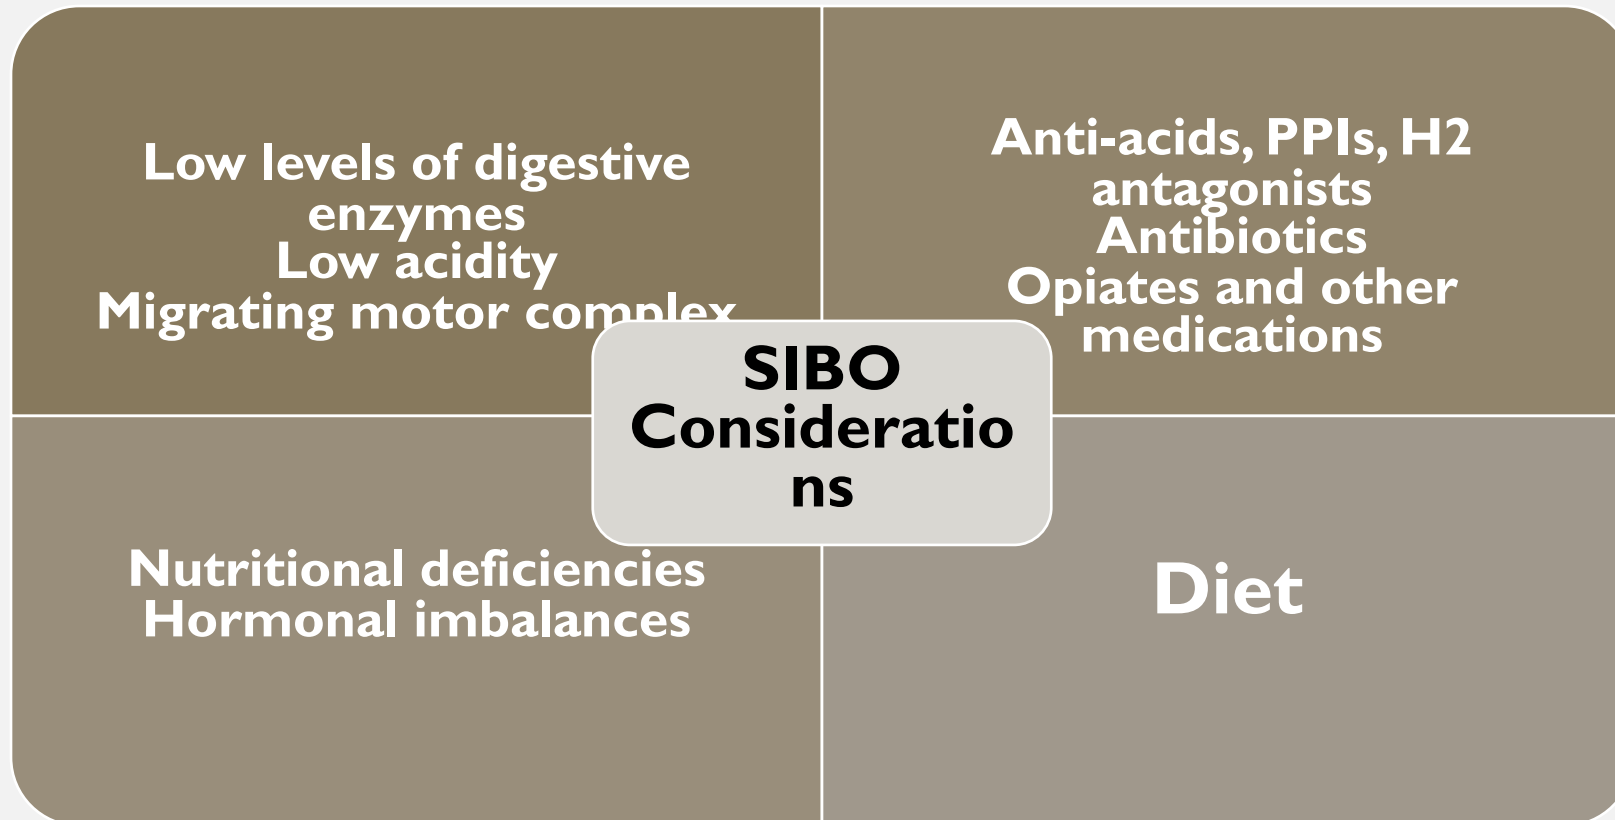 Low levels of digestive
enzymes
Low acidity
Migrating motor complex
Anti-acids, PPIs, H2
antagonists
Antibiotics
Opiates and other
medications
SIBO
Consideratio
ns
Nutritional deficiencies
Hormonal imbalances
Diet